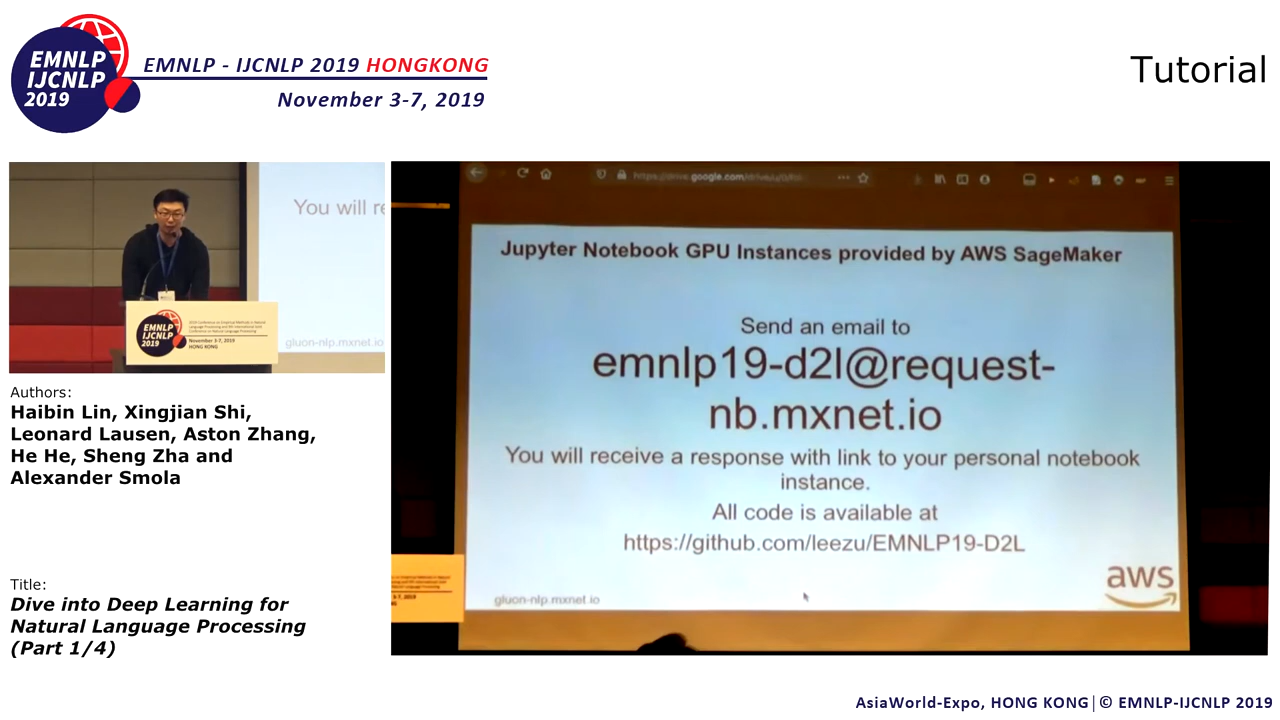 EMNLP
IJCNLP
2019
EMNLP - IJCNLP 2019 HONGKONG
November 3-7, 2019
Tutorial
You will re
gluon-nlp.mxnet.io
EMNLP
IJCNLP
2019
November 3-7, 2019
HONG KONG
Authors:
Haibin Lin, Xingjian Shi,
Leonard Lausen, Aston Zhang,
He He, Sheng Zha and
Alexander Smola
Title:
Dive into Deep Learning for
Natural Language Processing
(Part 1/4)
Jupyter Notebook GPU Instances provided by AWS SageMaker
Send an email to
emnlp19-d2l@request-
nb.mxnet.io
You will receive a response with link to your personal notebook
instance.
All code is available at
https://github.com/leezu/EMNLP19-D2L
gluon-nlp.mxnet.io
aws
AsiaWorld-Expo, HONG KONG│© EMNLP-IJCNLP 2019